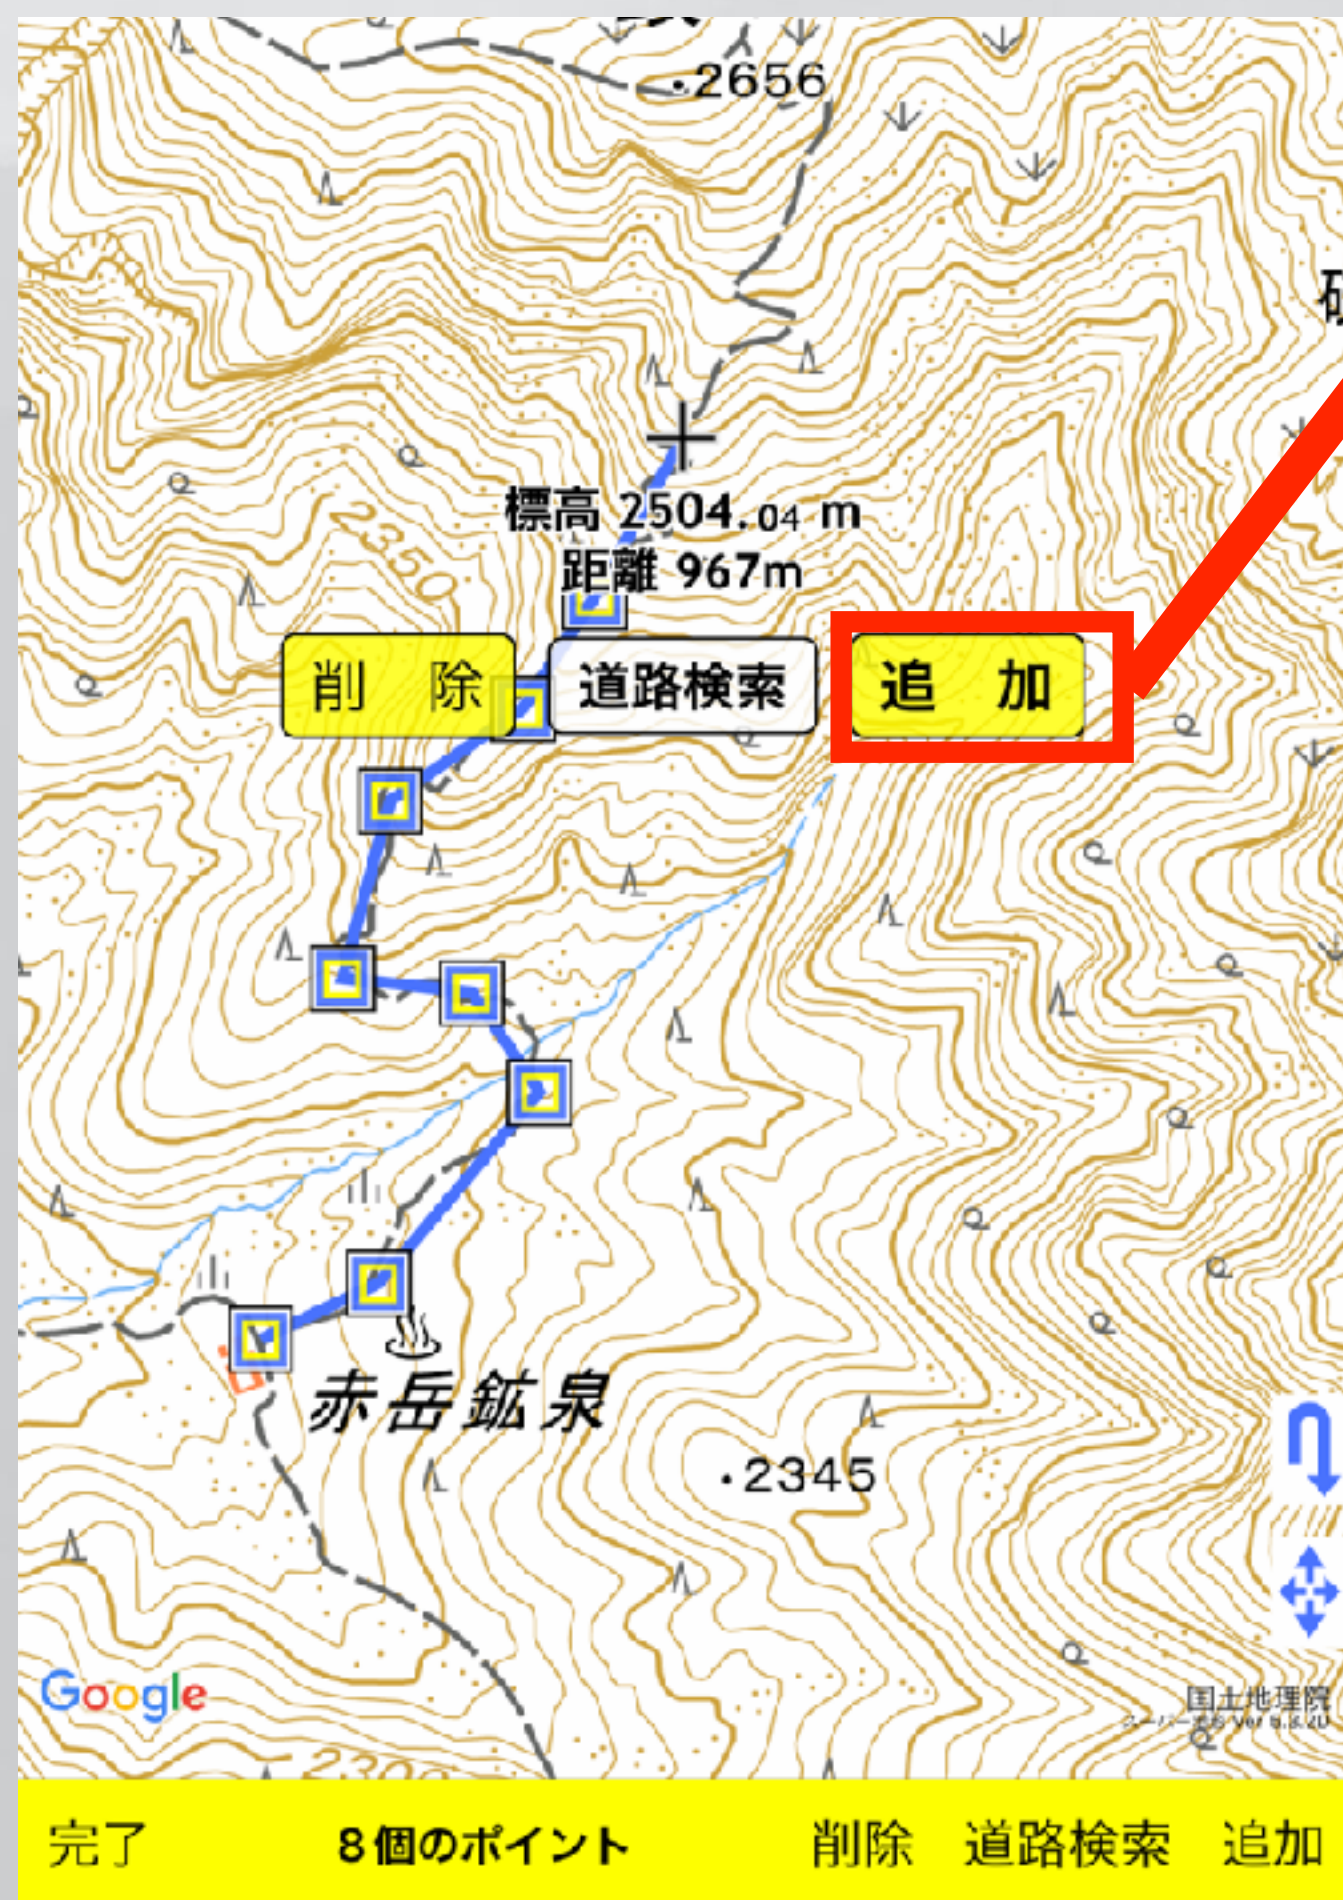 2656
標高 2504.04 m
2350
距離 967m
削 除 道路検索 追 加
赤岳鉱泉
2345
Google
国土地理院
完了 8個のポイント 削除 道路検索 追加